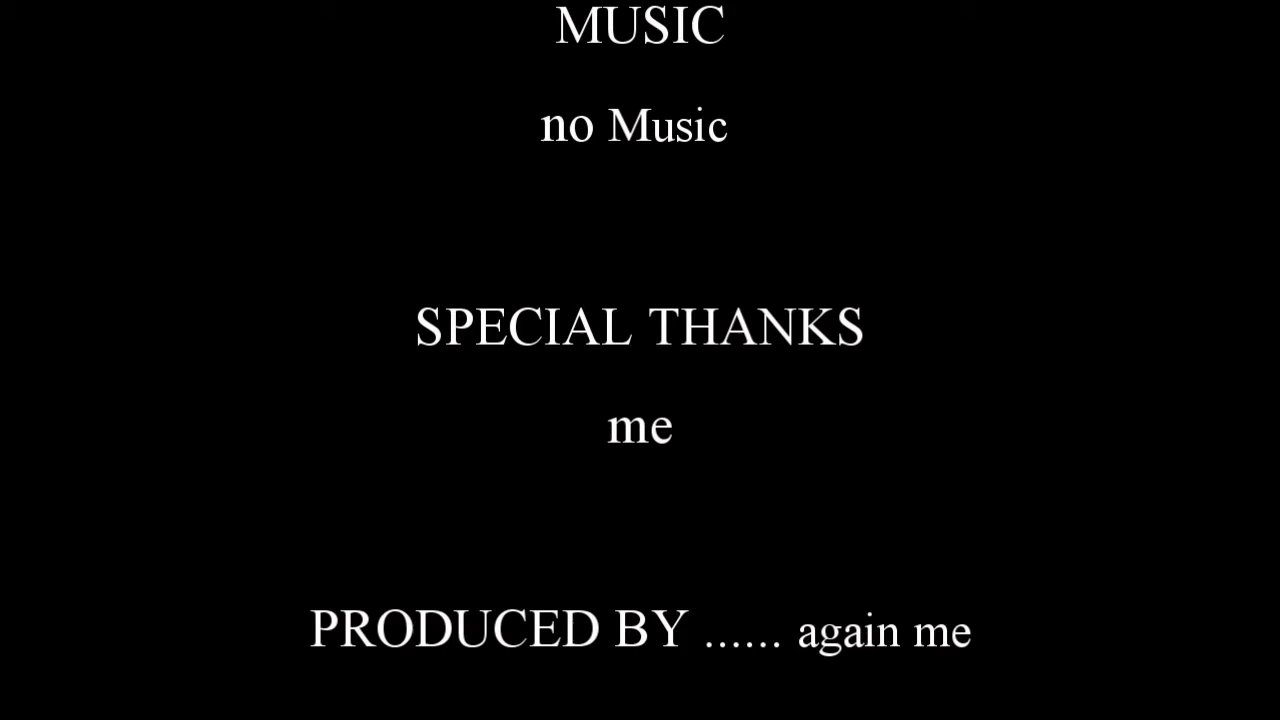 MUSIC
no Music
SPECIAL THANKS
me
PRODUCED BY ...... again me